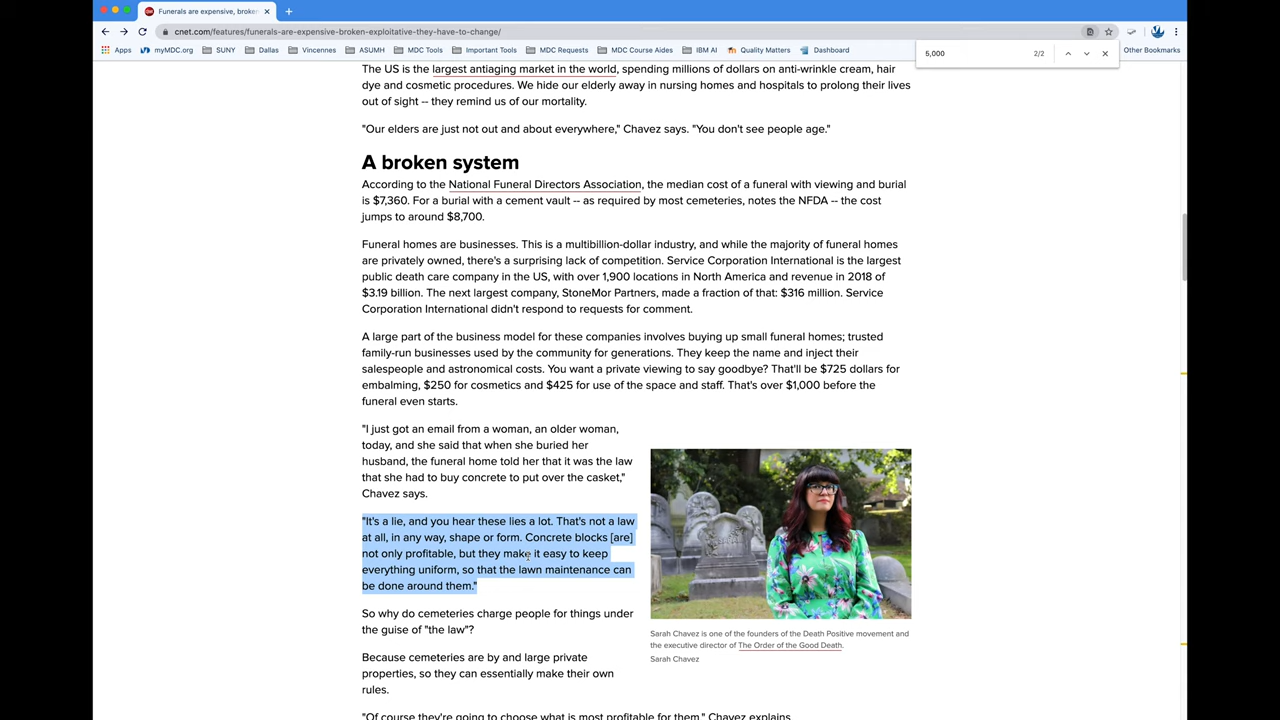 Funerals are expensive, broken
cnet.com/features/funerals-are-expensive-broken-exploitative-they-have-to-change/
Apps myMDC.org SUNY Dallas Vincennes ASUMH MDC Tools Important Tools MDC Requests MDC Course Aides IBM AI Quality Matters Dashboard Other Bookmarks
5,000 2/2
The US is the largest antiaging market in the world, spending millions of dollars on anti-wrinkle cream, hair
dye and cosmetic procedures. We hide our elderly away in nursing homes and hospitals to prolong their lives
out of sight -- they remind us of our mortality.
"Our elders are just not out and about everywhere," Chavez says. "You don't see people age."
A broken system
According to the National Funeral Directors Association, the median cost of a funeral with viewing and burial
is $7,360. For a burial with a cement vault -- as required by most cemeteries, notes the NFDA -- the cost
jumps to around $8,700.
Funeral homes are businesses. This is a multibillion-dollar industry, and while the majority of funeral homes
are privately owned, there's a surprising lack of competition. Service Corporation International is the largest
public death care company in the US, with over 1,900 locations in North America and revenue in 2018 of
$3.19 billion. The next largest company, StoneMor Partners, made a fraction of that: $316 million. Service
Corporation International didn't respond to requests for comment.
A large part of the business model for these companies involves buying up small funeral homes; trusted
family-run businesses used by the community for generations. They keep the name and inject their
salespeople and astronomical costs. You want a private viewing to say goodbye? That'll be $725 dollars for
embalming, $250 for cosmetics and $425 for use of the space and staff. That's over $1,000 before the
funeral even starts.
"I just got an email from a woman, an older woman,
today, and she said that when she buried her
husband, the funeral home told her that it was the law
that she had to buy concrete to put over the casket,"
Chavez says.
"It's a lie, and you hear these lies a lot. That's not a law
at all, in any way, shape or form. Concrete blocks [are]
not only profitable, but they make it easy to keep
everything uniform, so that the lawn maintenance can
be done around them."
So why do cemeteries charge people for things under
the guise of "the law"?
Because cemeteries are by and large private
properties, so they can essentially make their own
rules.
Sarah Chavez is one of the founders of the Death Positive movement and
the executive director of The Order of the Good Death.
Sarah Chavez
"Of course they're going to choose what is most profitable for them," Chavez explains.